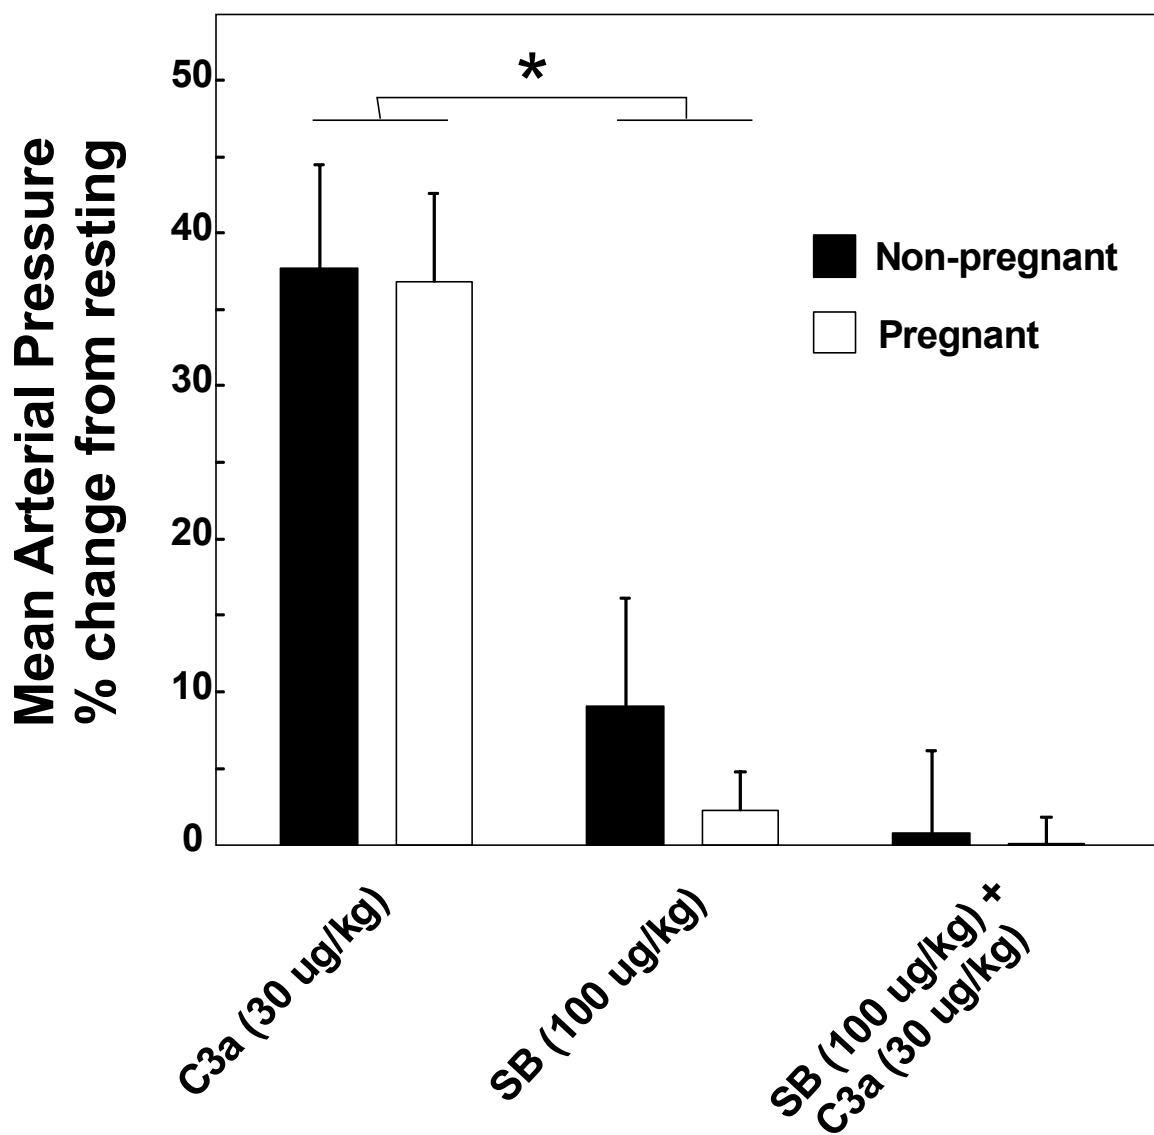 Mean Arterial Pressure
% change from resting
50
40
30
20
10
0
*
Non-pregnant
Pregnant
C3a (30 ug/kg)
SB (100 ug/kg)
SB (100 ug/kg) +
C3a (30 ug/kg)